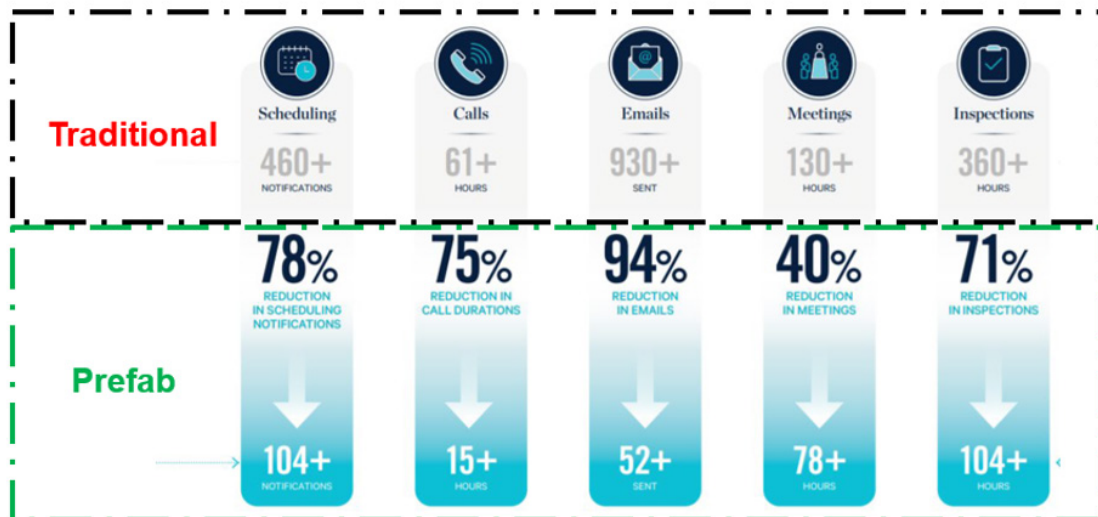 Traditional
Scheduling
460+
NOTIFICATIONS
Calls
61+
HOURS
Emails
930+
SENT
Meetings
130+
HOURS
Inspections
360+
HOURS
Prefab
78%
REDUCTION
IN SCHEDULING
NOTIFICATIONS
104+
NOTIFICATIONS
75%
REDUCTION IN
CALL DURATIONS
15+
HOURS
94%
REDUCTION
IN EMAILS
52+
SENT
40%
REDUCTION
IN MEETINGS
78+
HOURS
71%
REDUCTION
IN INSPECTIONS
104+
HOURS